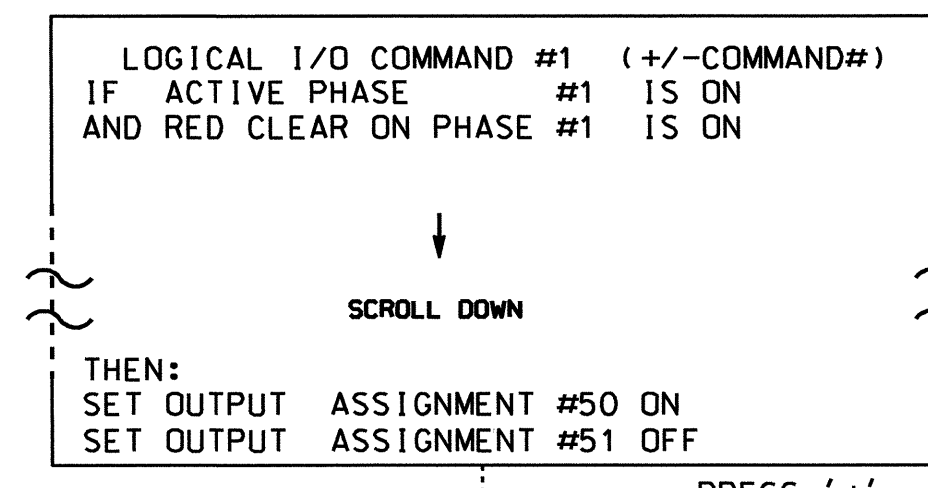 LOGICAL I/O COMMAND #1 (+/-COMMAND#)
IF ACTIVE PHASE #1 IS ON
AND RED CLEAR ON PHASE #1 IS ON
SCROLL DOWN
THEN:
SET OUTPUT ASSIGNMENT #50 ON
SET OUTPUT ASSIGNMENT #51 OFF